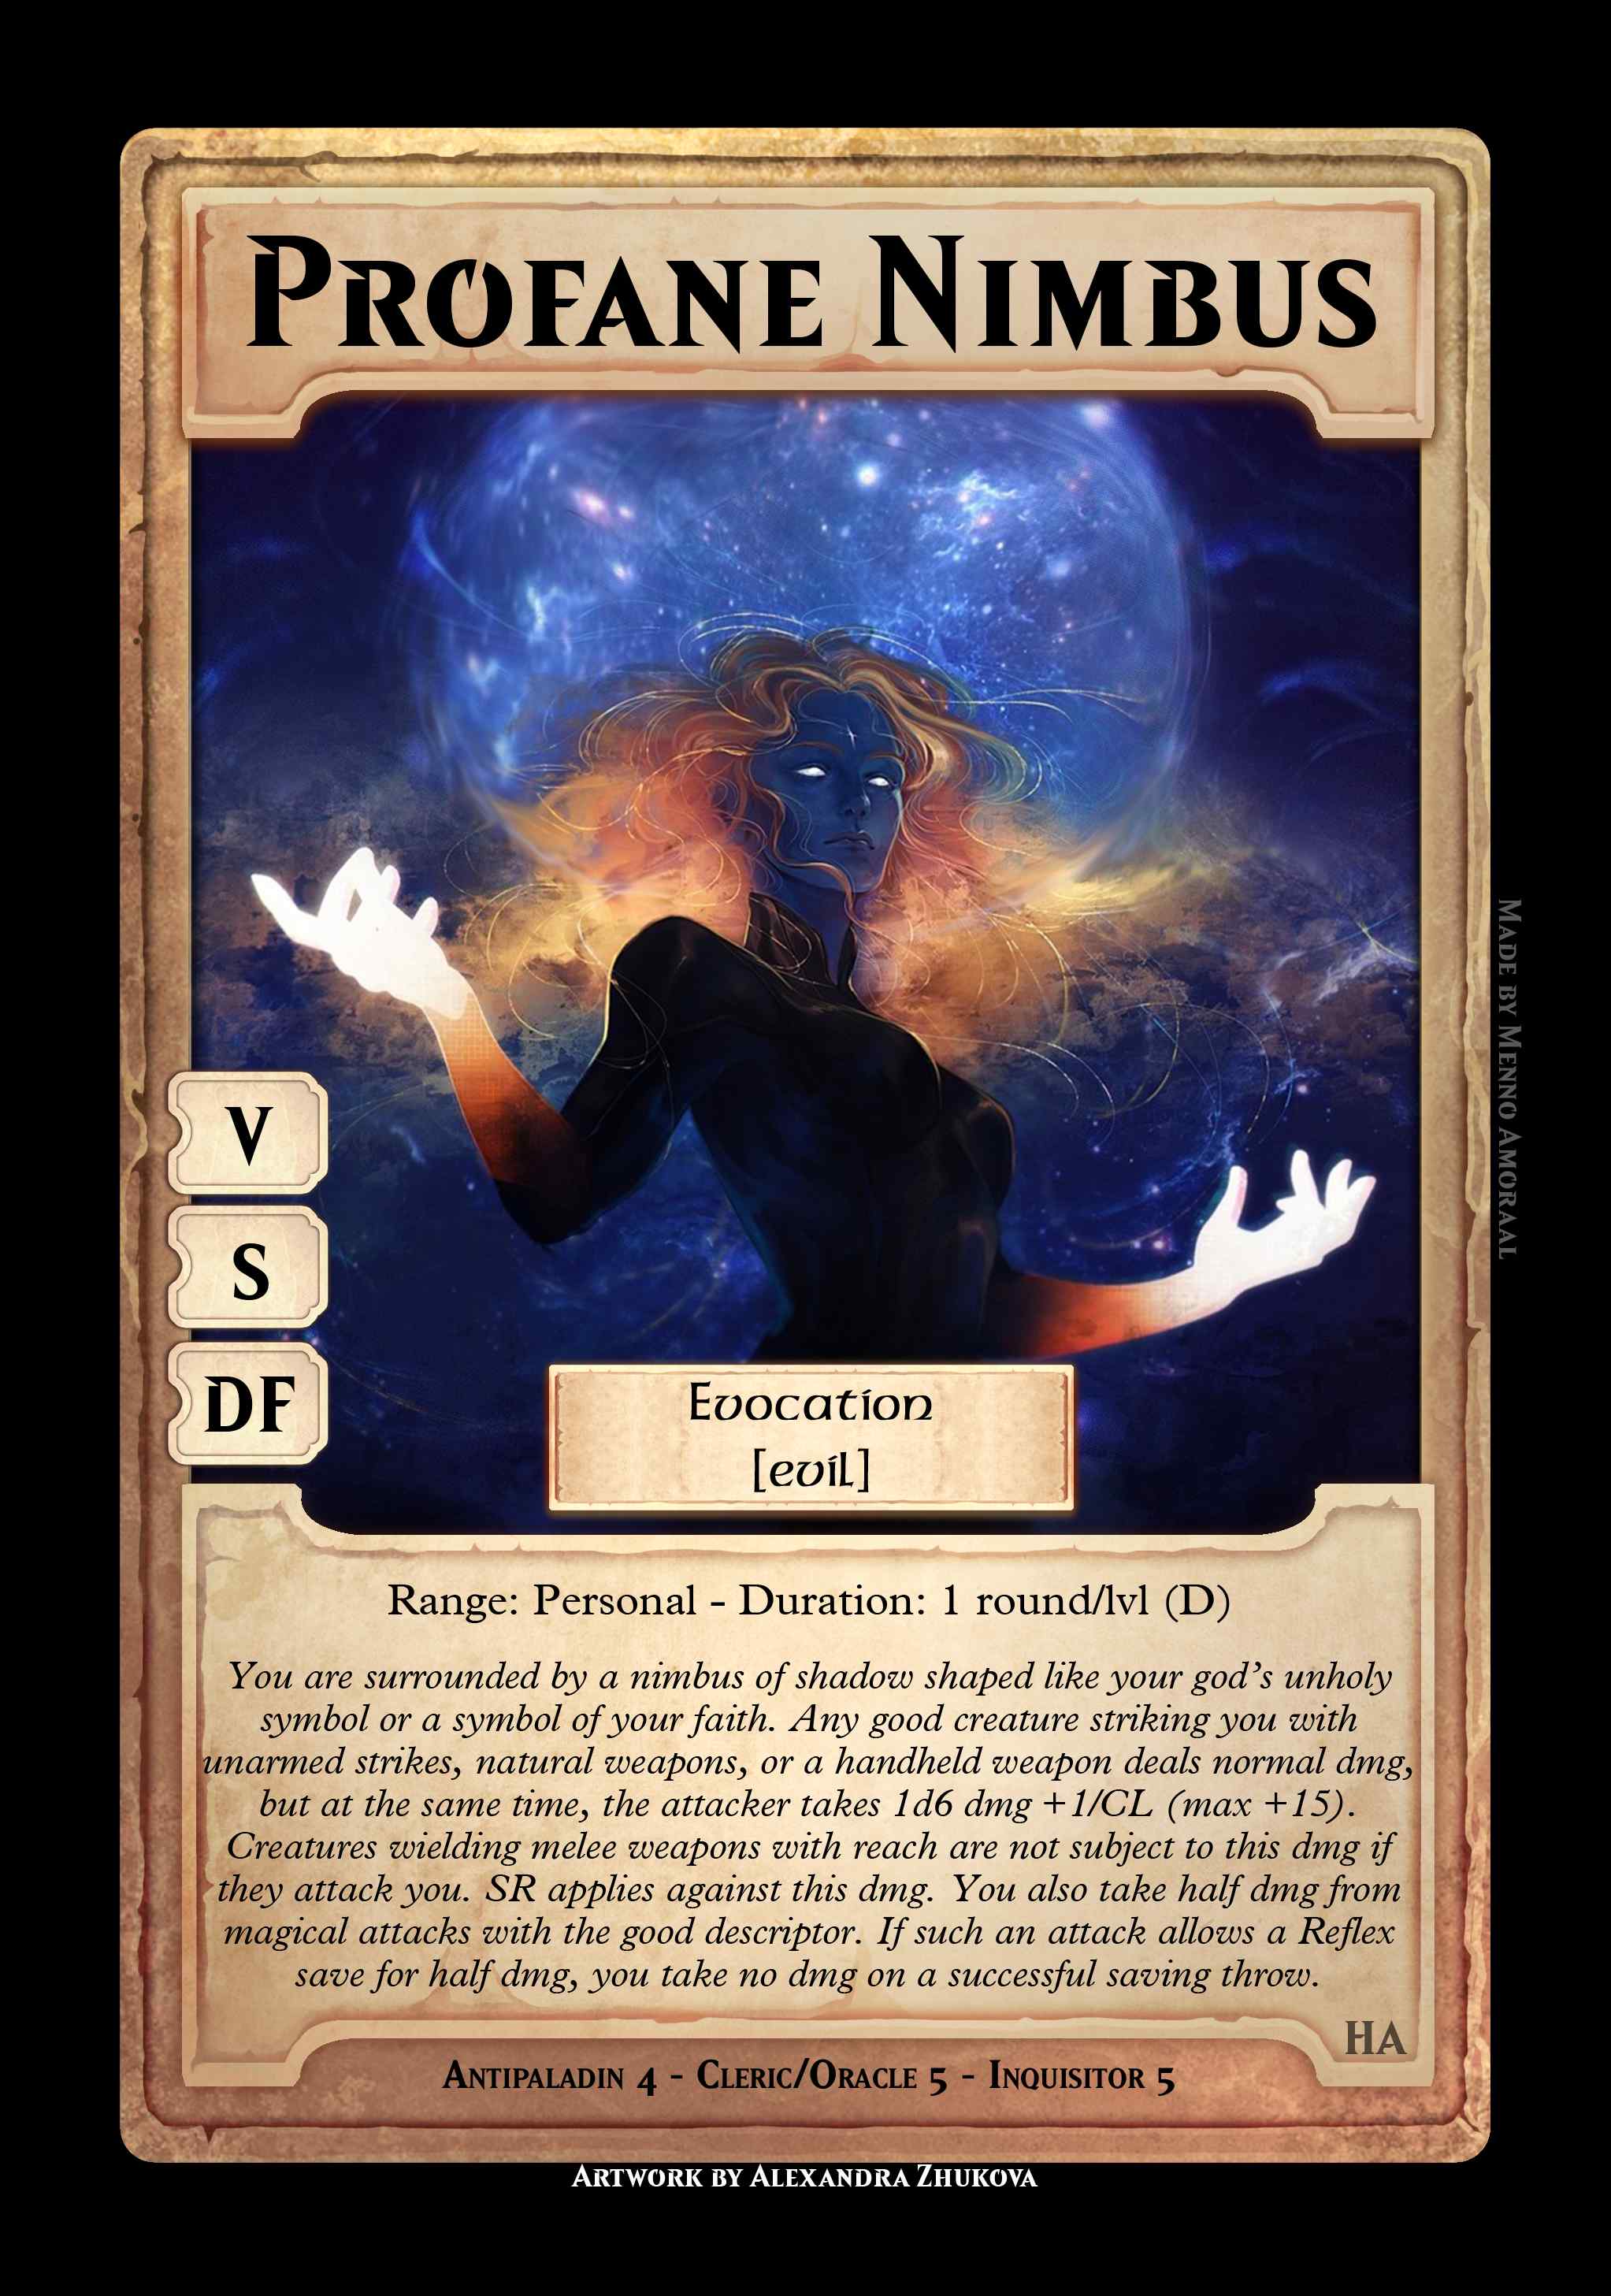 Profane Nimbus
V
S
DF
Evocation
[evil]
Range: Personal - Duration: 1 round/lvl (D)
You are surrounded by a nimbus of shadow shaped like your god's unholy
symbol or a symbol of your faith. Any good creature striking you with
unarmed strikes, natural weapons, or a handheld weapon deals normal dmg,
but at the same time, the attacker takes 1d6 dmg +1/CL (max +15).
Creatures wielding melee weapons with reach are not subject to this dmg if
they attack you. SR applies against this dmg. You also take half dmg from
magical attacks with the good descriptor. If such an attack allows a Reflex
save for half dmg, you take no dmg on a successful saving throw.
HA
Antipaladin 4 - Cleric/Oracle 5 - Inquisitor 5
Artwork by Alexandra Zhukova
Made by Menno Amoraal